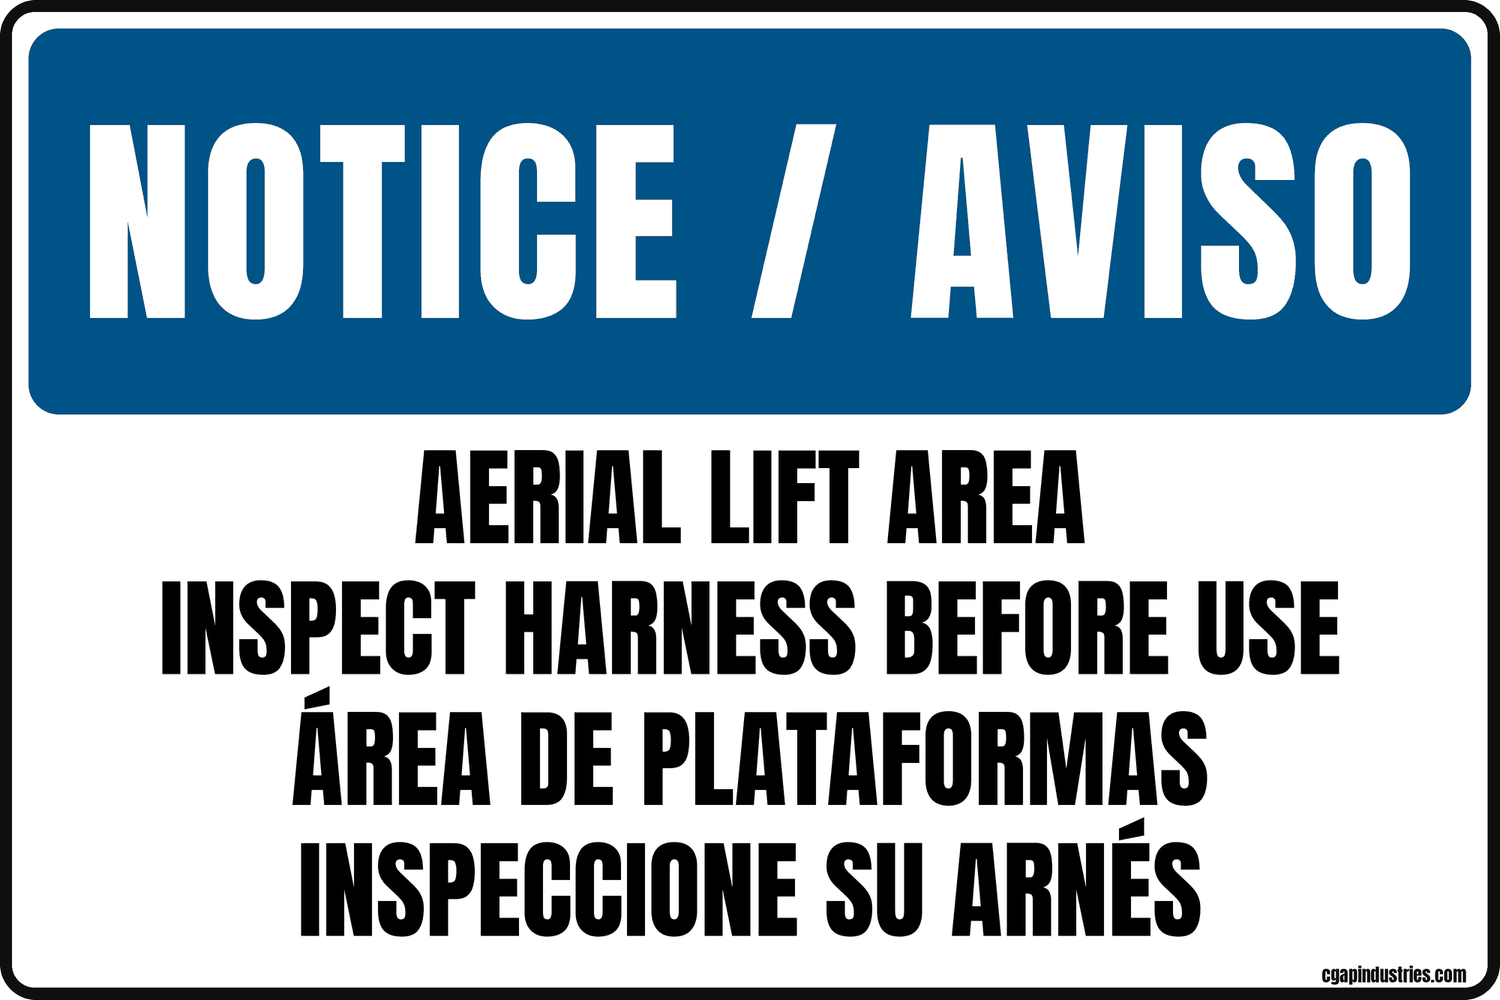 NOTICE / AVISO
AERIAL LIFT AREA
INSPECT HARNESS BEFORE USE
ÁREA DE PLATAFORMAS
INSPECCIONE SU ARNÉS
cgapindustries.com